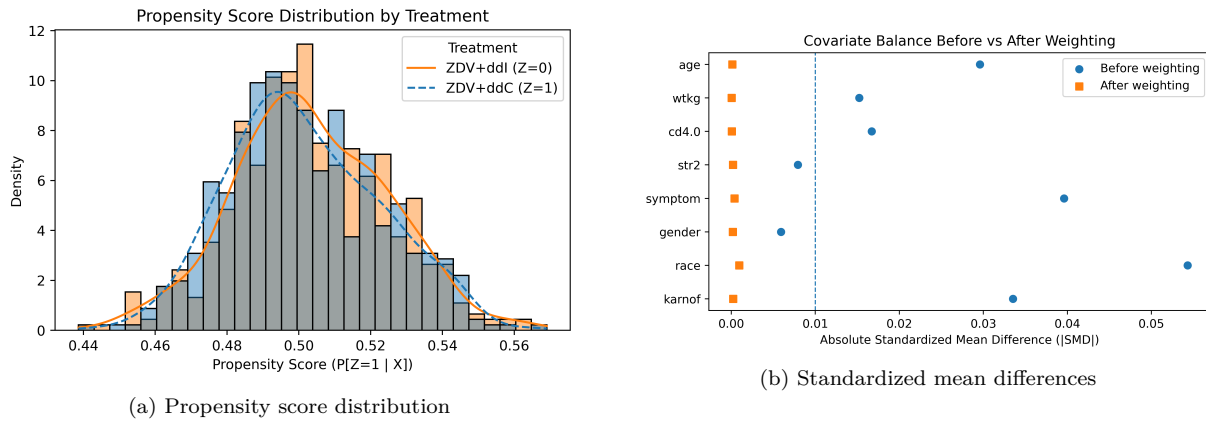 Propensity Score Distribution by Treatment
Density
12
10
8
6
4
2
0
Treatment
ZDV+ddI (Z=0)
ZDV+ddC (Z=1)
0.44 0.46 0.48 0.50 0.52 0.54 0.56
Propensity Score (P[Z=1 | X])
(a) Propensity score distribution
Covariate Balance Before vs After Weighting
age
wtkg
cd4.0
str2
symptom
gender
race
karnof
Before weighting
After weighting
0.00 0.01 0.02 0.03 0.04 0.05
Absolute Standardized Mean Difference (|SMD|)
(b) Standardized mean differences